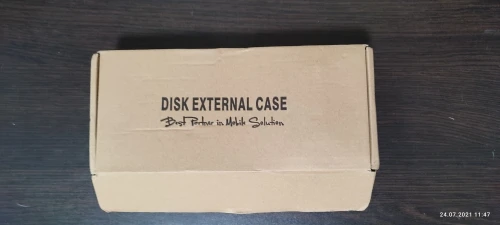 DISK EXTERNAL CASE
Best Partner in Mobile Solution
24.07.2021 11:47